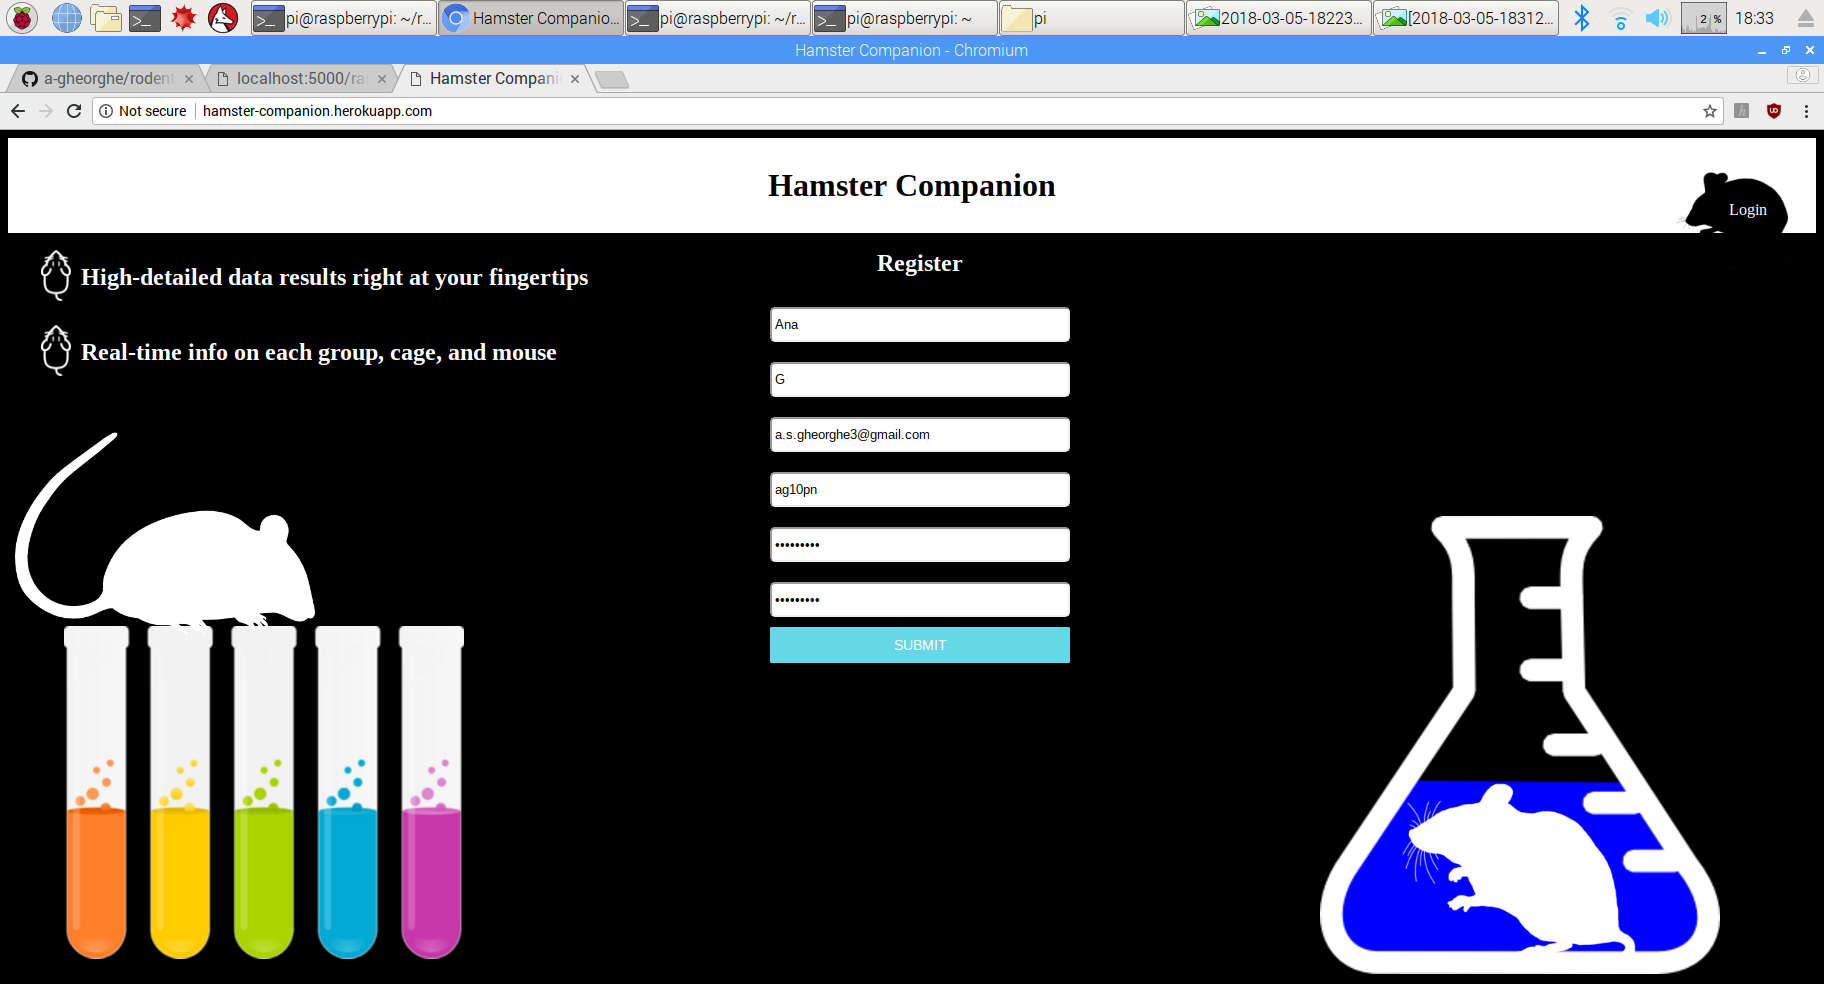 pi@raspberrypi: ~/r... Hamster Companio... pi@raspberrypi: ~/r... pi@raspberrypi: ~ pi 2018-03-05-18223... [2018-03-05-18312... 2 % 18:33
Hamster Companion - Chromium
a-gheorghe/rodent localhost:5000/ra Hamster Compani
Not secure hamster-companion.herokuapp.com
Hamster Companion
Login
High-detailed data results right at your fingertips
Real-time info on each group, cage, and mouse
Register
Ana
G
a.s.gheorghe3@gmail.com
ag10pn
•••••••••
•••••••••
SUBMIT